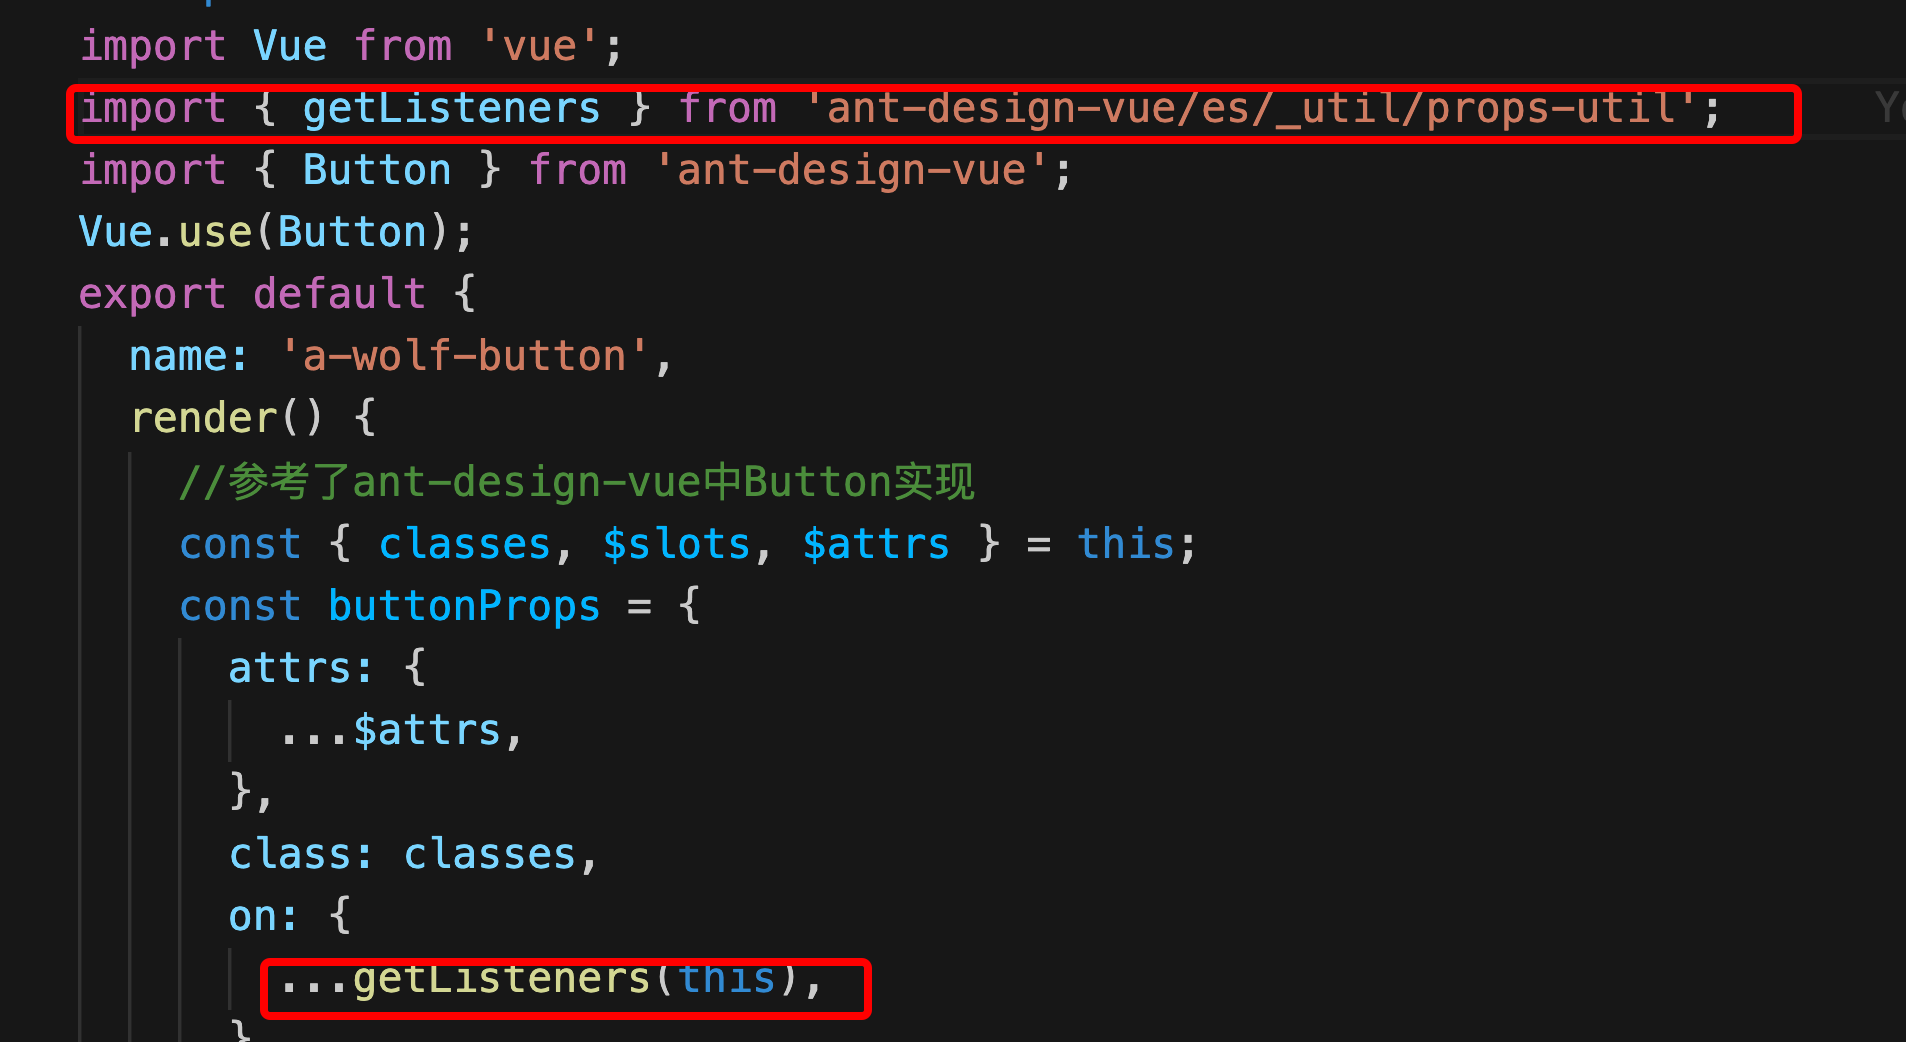 import Vue from 'vue';
import { getListeners } from 'ant-design-vue/es/_util/props-util';
import { Button } from 'ant-design-vue';
Vue.use(Button);
export default {
name: 'a-wolf-button',
render() {
//参考了ant-design-vue中Button实现
const { classes, $slots, $attrs } = this;
const buttonProps = {
attrs: {
...$attrs,
},
class: classes,
on: {
...getListeners(this),
}